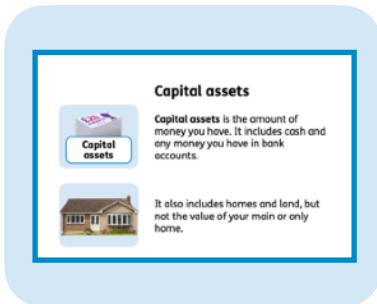 Capital assets
Capital assets is the amount of
money you have. It includes cash and
any money you have in bank
accounts.
Capital
assets
It also includes homes and land, but
not the value of your main or only
home.